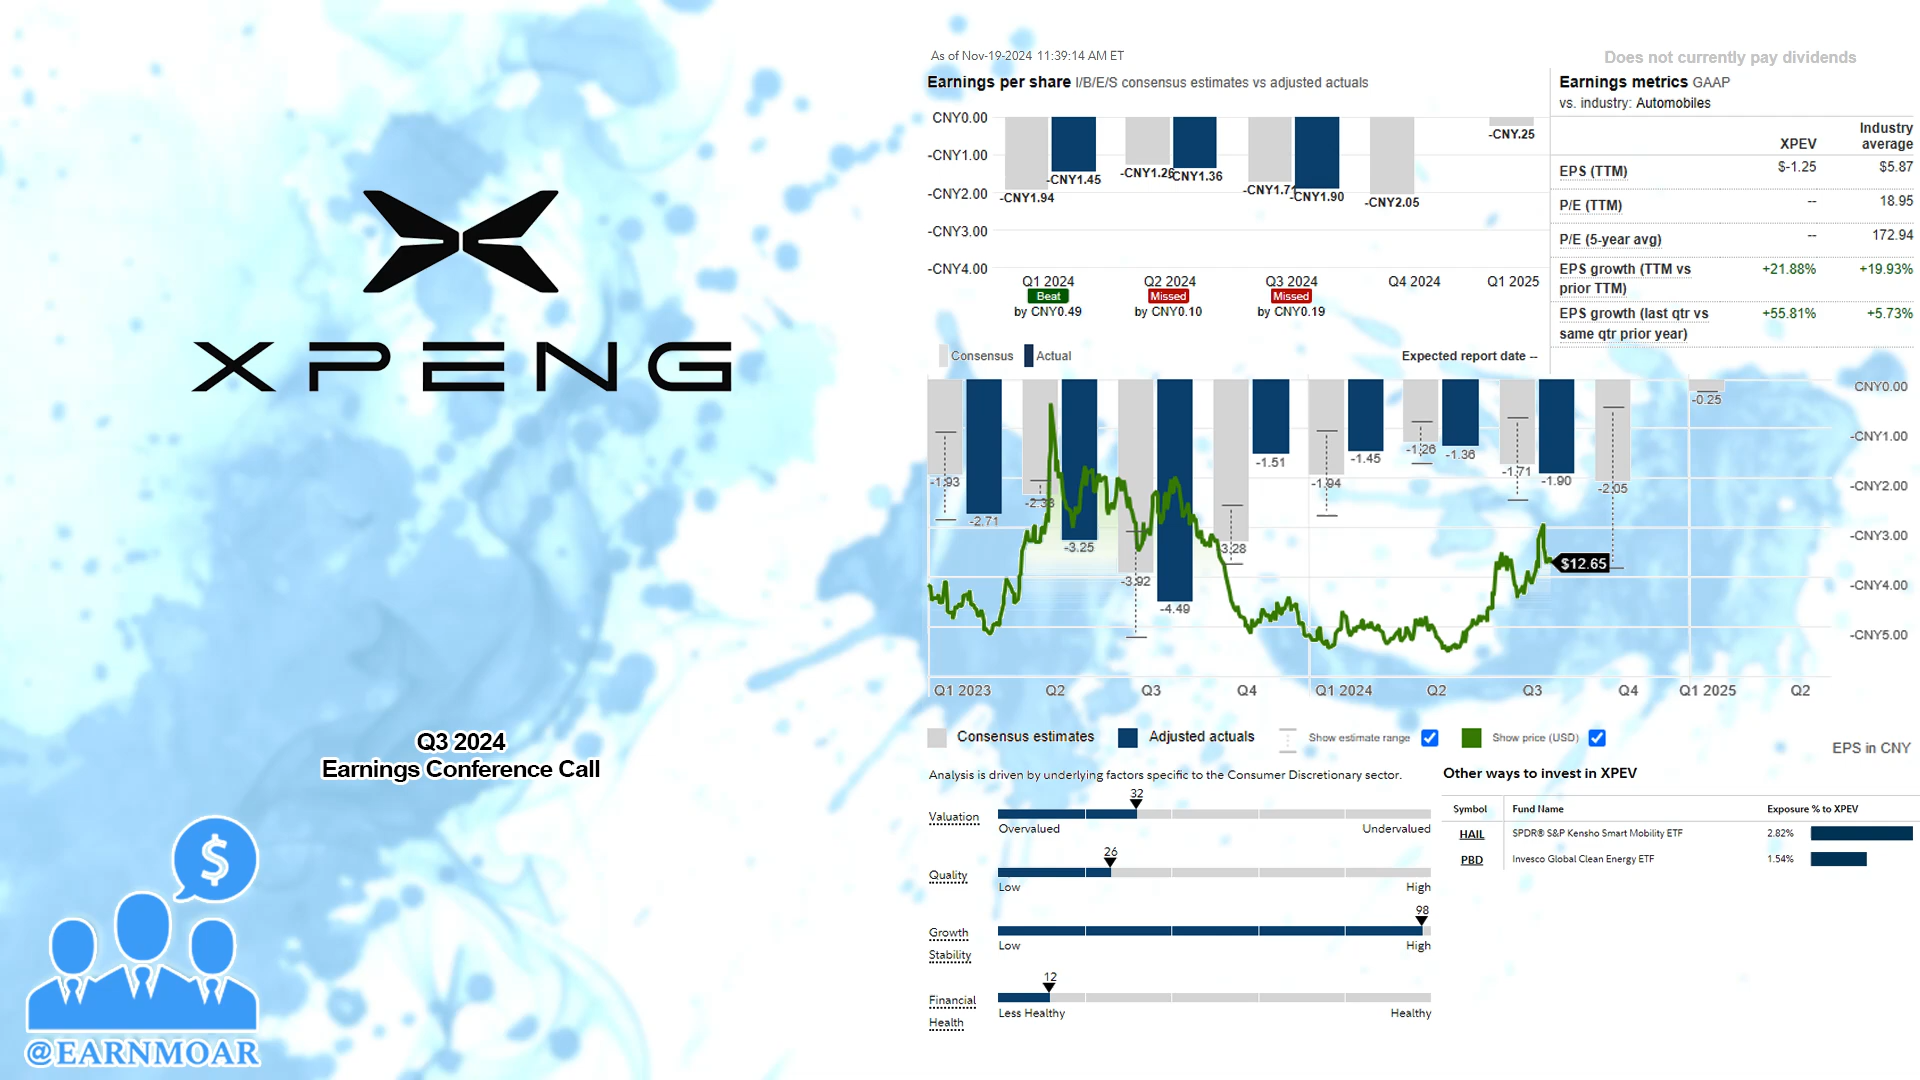 XPENG
Q3 2024
Earnings Conference Call
$
@EARNMOAR
As of Nov-19-2024 11:39:14 AM ET
Does not currently pay dividends
Earnings per share I/B/E/S consensus estimates vs adjusted actuals
CNY0.00
-CNY1.00
-CNY2.00
-CNY3.00
-CNY4.00
-CNY1.94
-CNY1.45
-CNY1.26
-CNY1.36
-CNY1.71
-CNY1.90
-CNY2.05
-CNY.25
Q1 2024
Beat
by CNY0.49
Q2 2024
Missed
by CNY0.10
Q3 2024
Missed
by CNY0.19
Q4 2024
Q1 2025
Consensus Actual
Expected report date --
Earnings metrics GAAP
vs. industry: Automobiles
XPEV
Industry
average
EPS (TTM) $-1.25 $5.87
P/E (TTM) -- 18.95
P/E (5-year avg) -- 172.94
EPS growth (TTM vs
prior TTM) +21.88% +19.93%
EPS growth (last qtr vs
same qtr prior year) +55.81% +5.73%
CNY0.00
-CNY1.00
-CNY2.00
-CNY3.00
-CNY4.00
-CNY5.00
-1.93
-2.71
-2.38
-3.25
-3.92
-4.49
-3.28
-1.51
-1.94
-1.45
-1.26
-1.36
-1.71
-1.90
-2.05
-0.25
$12.65
Q1 2023 Q2 Q3 Q4 Q1 2024 Q2 Q3 Q4 Q1 2025 Q2
Consensus estimates Adjusted actuals Show estimate range Show price (USD)
EPS in CNY
Analysis is driven by underlying factors specific to the Consumer Discretionary sector.
Valuation
32
Overvalued Undervalued
Quality
26
Low High
Growth
Stability
98
Low High
Financial
Health
12
Less Healthy Healthy
Other ways to invest in XPEV
Symbol Fund Name Exposure % to XPEV
HAIL SPDR® S&P Kensho Smart Mobility ETF 2.82%
PBD Invesco Global Clean Energy ETF 1.54%